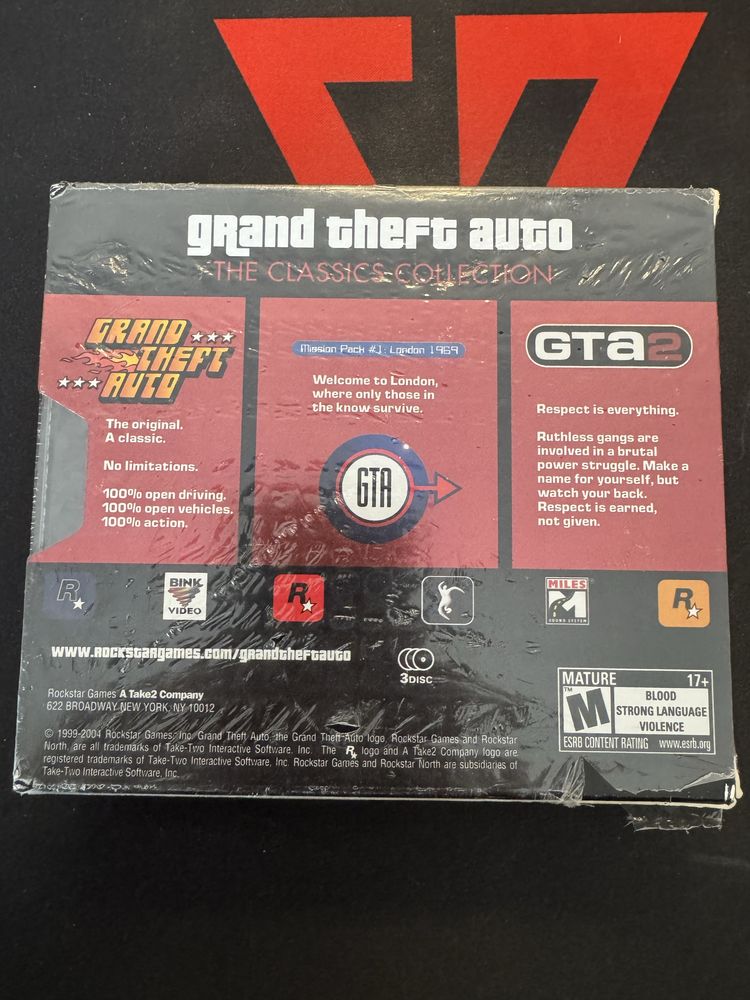 grand theft auto
THE CLASSICS COLLECTION
GRAND
THEFT
AUTO
The original.
A classic.
No limitations.
100% open driving.
100% open vehicles.
100% action.
Mission Pack #1: London 1969
Welcome to London,
where only those in
the know survive.
GTA
GTa2
Respect is everything.
Ruthless gangs are
involved in a brutal
power struggle. Make a
name for yourself, but
watch your back.
Respect is earned,
not given.
R
BINK
VIDEO
R
MILES
SOUND SYSTEM
R
www.rockstargames.com/grandtheftauto
3DISC
Rockstar Games A Take2 Company
622 BROADWAY NEW YORK, NY 10012
© 1999-2004 Rockstar Games, Inc. Grand Theft Auto, the Grand Theft Auto logo, Rockstar Games and Rockstar
North, are all trademarks of Take-Two Interactive Software, Inc. The R logo and A Take2 Company logo are
registered trademarks of Take-Two Interactive Software, Inc. Rockstar Games and Rockstar North are subsidiaries of
Take-Two Interactive Software, Inc.
MATURE 17+
M
TM
BLOOD
STRONG LANGUAGE
VIOLENCE
ESRB CONTENT RATING www.esrb.org